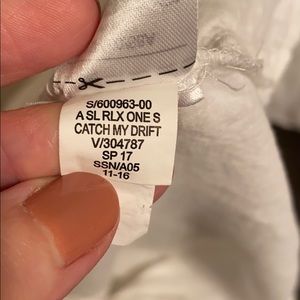 S/600963-00
A SL RLX ONE S
CATCH MY DRIFT
V/304787
SP 17
SSN/A05
11-16